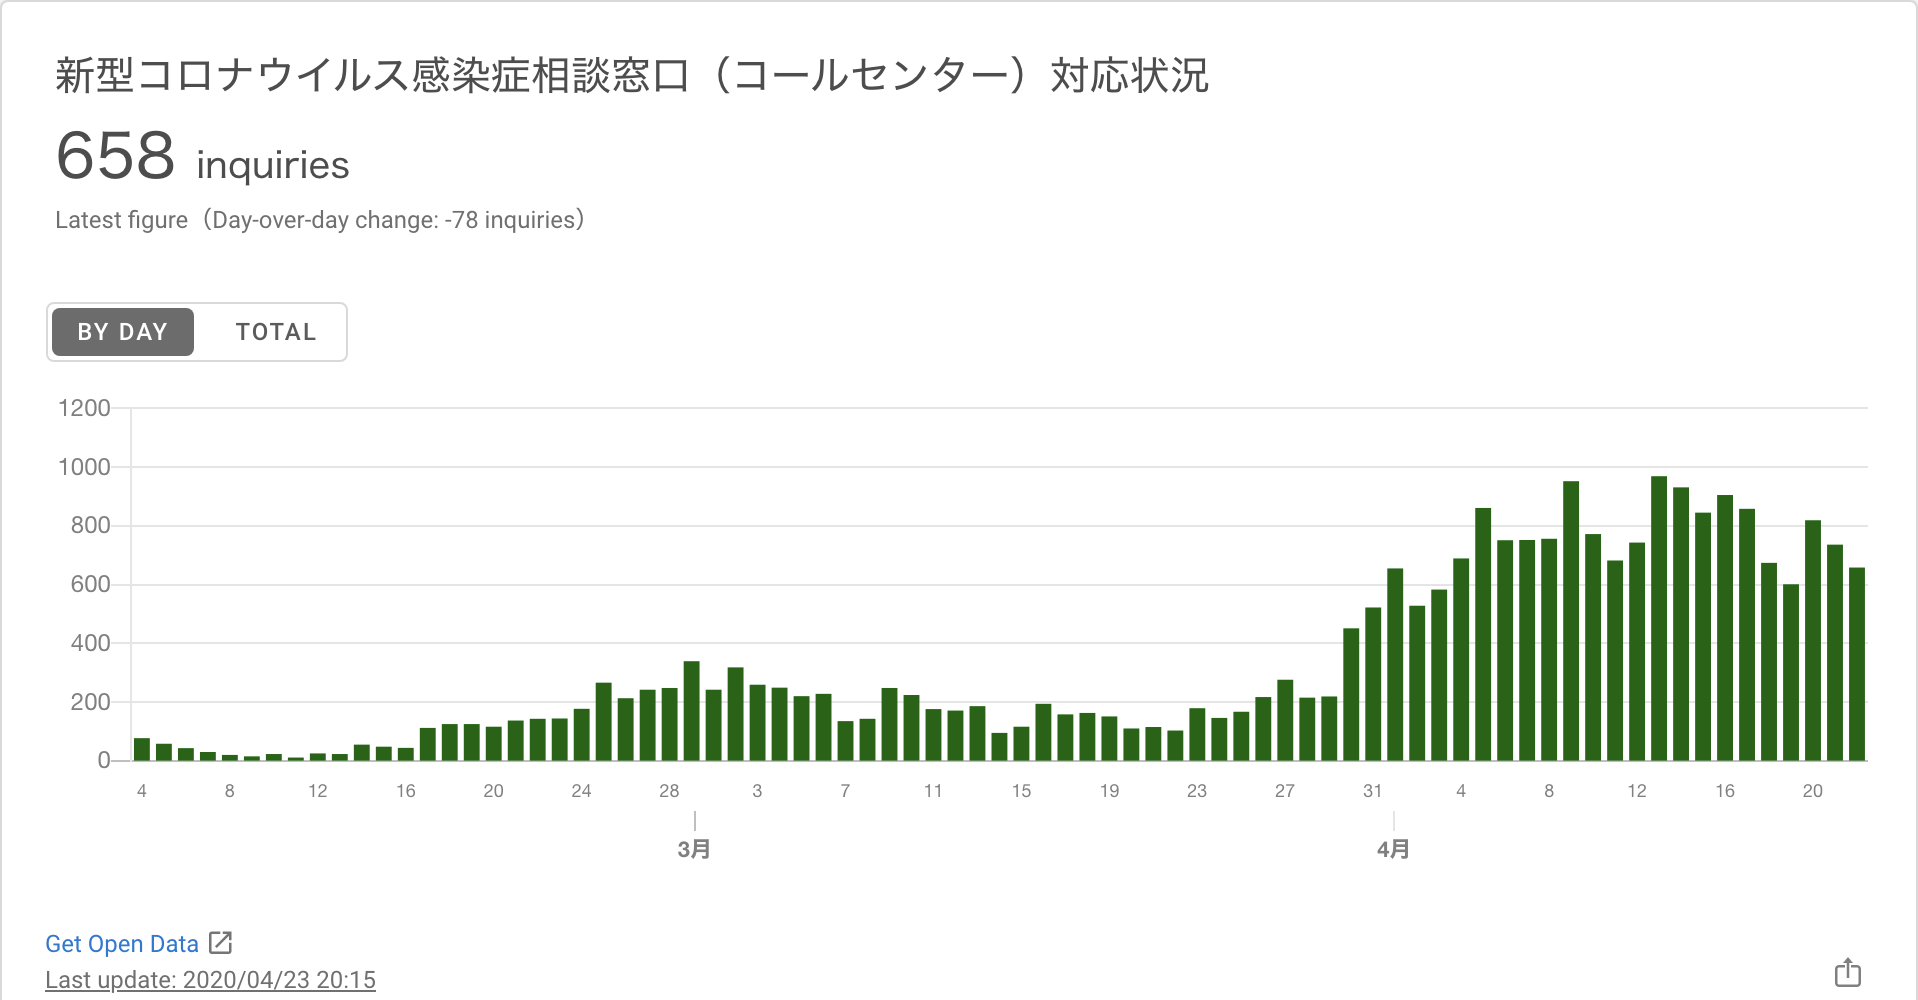 新型コロナウイルス感染症相談窓口（コールセンター）対応状況
658 inquiries
Latest figure（Day-over-day change: -78 inquiries）
BY DAY TOTAL
1200
1000
800
600
400
200
0
4 8 12 16 20 24 28 3 7 11 15 19 23 27 31 4 8 12 16 20
3月 4月
Get Open Data
Last update: 2020/04/23 20:15